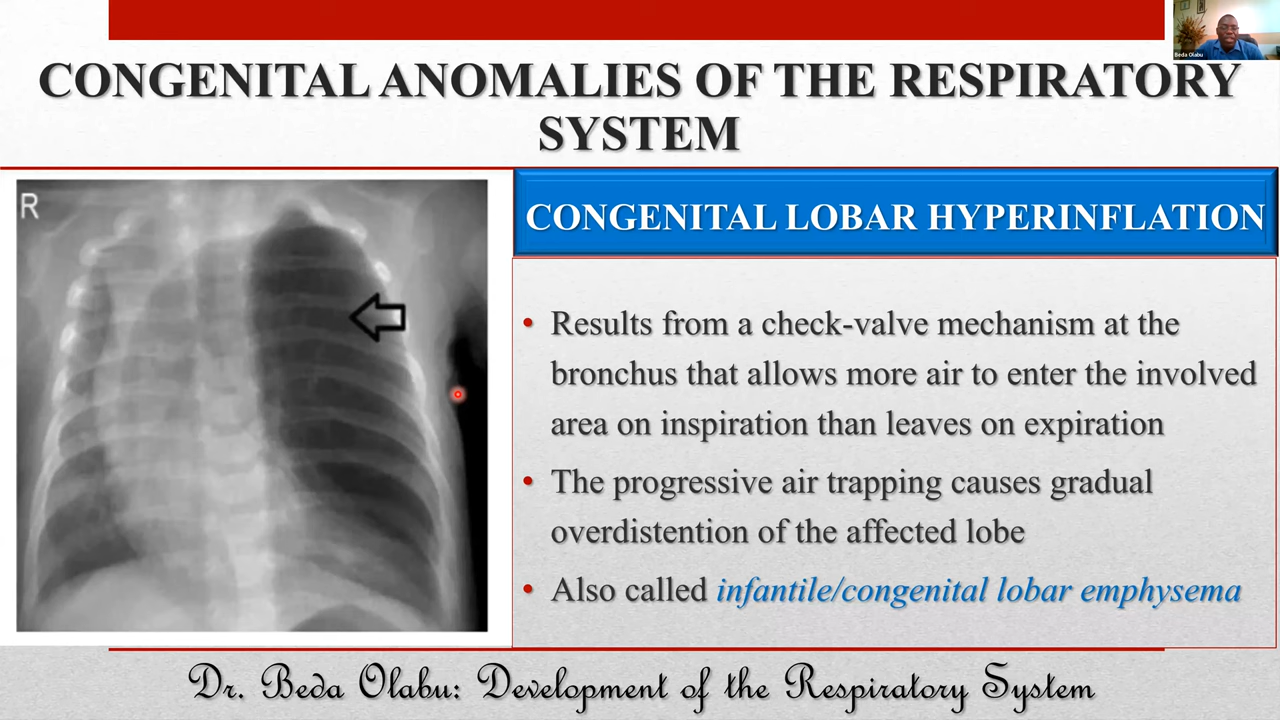 Beda Olabu
CONGENITAL ANOMALIES OF THE RESPIRATORY
SYSTEM
R
CONGENITAL LOBAR HYPERINFLATION
• Results from a check-valve mechanism at the
bronchus that allows more air to enter the involved
area on inspiration than leaves on expiration
• The progressive air trapping causes gradual
overdistention of the affected lobe
• Also called infantile/congenital lobar emphysema
Dr. Beda Olabu: Development of the Respiratory System